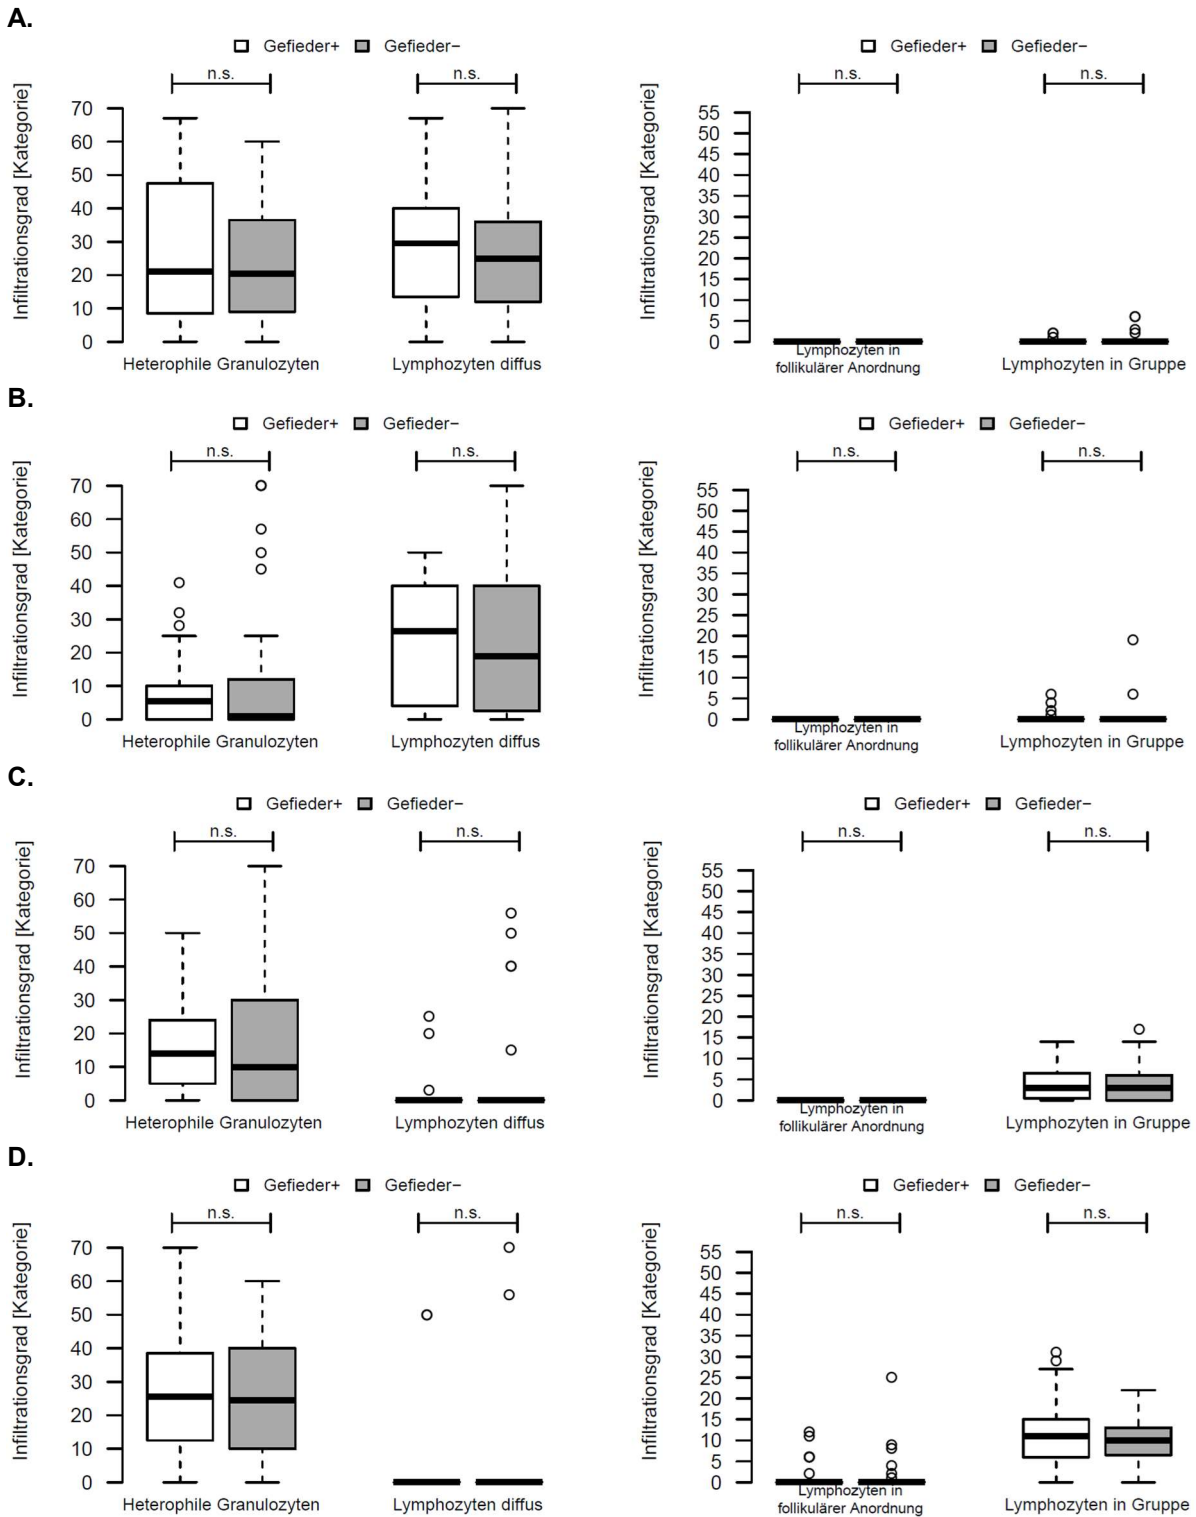 A.
Gefieder+ Gefieder−
n.s. n.s.
Infiltrationsgrad [Kategorie]
70
60
50
40
30
20
10
0
Heterophile Granulozyten Lymphozyten diffus
Gefieder+ Gefieder−
n.s. n.s.
Infiltrationsgrad [Kategorie]
55
50
45
40
35
30
25
20
15
10
5
0
Lymphozyten in
follikulärer Anordnung
Lymphozyten in Gruppe
B.
Gefieder+ Gefieder−
n.s. n.s.
Infiltrationsgrad [Kategorie]
70
60
50
40
30
20
10
0
Heterophile Granulozyten Lymphozyten diffus
Gefieder+ Gefieder−
n.s. n.s.
Infiltrationsgrad [Kategorie]
55
50
45
40
35
30
25
20
15
10
5
0
Lymphozyten in
follikulärer Anordnung
Lymphozyten in Gruppe
C.
Gefieder+ Gefieder−
n.s. n.s.
Infiltrationsgrad [Kategorie]
70
60
50
40
30
20
10
0
Heterophile Granulozyten Lymphozyten diffus
Gefieder+ Gefieder−
n.s. n.s.
Infiltrationsgrad [Kategorie]
55
50
45
40
35
30
25
20
15
10
5
0
Lymphozyten in
follikulärer Anordnung
Lymphozyten in Gruppe
D.
Gefieder+ Gefieder−
n.s. n.s.
Infiltrationsgrad [Kategorie]
70
60
50
40
30
20
10
0
Heterophile Granulozyten Lymphozyten diffus
Gefieder+ Gefieder−
n.s. n.s.
Infiltrationsgrad [Kategorie]
55
50
45
40
35
30
25
20
15
10
5
0
Lymphozyten in
follikulärer Anordnung
Lymphozyten in Gruppe